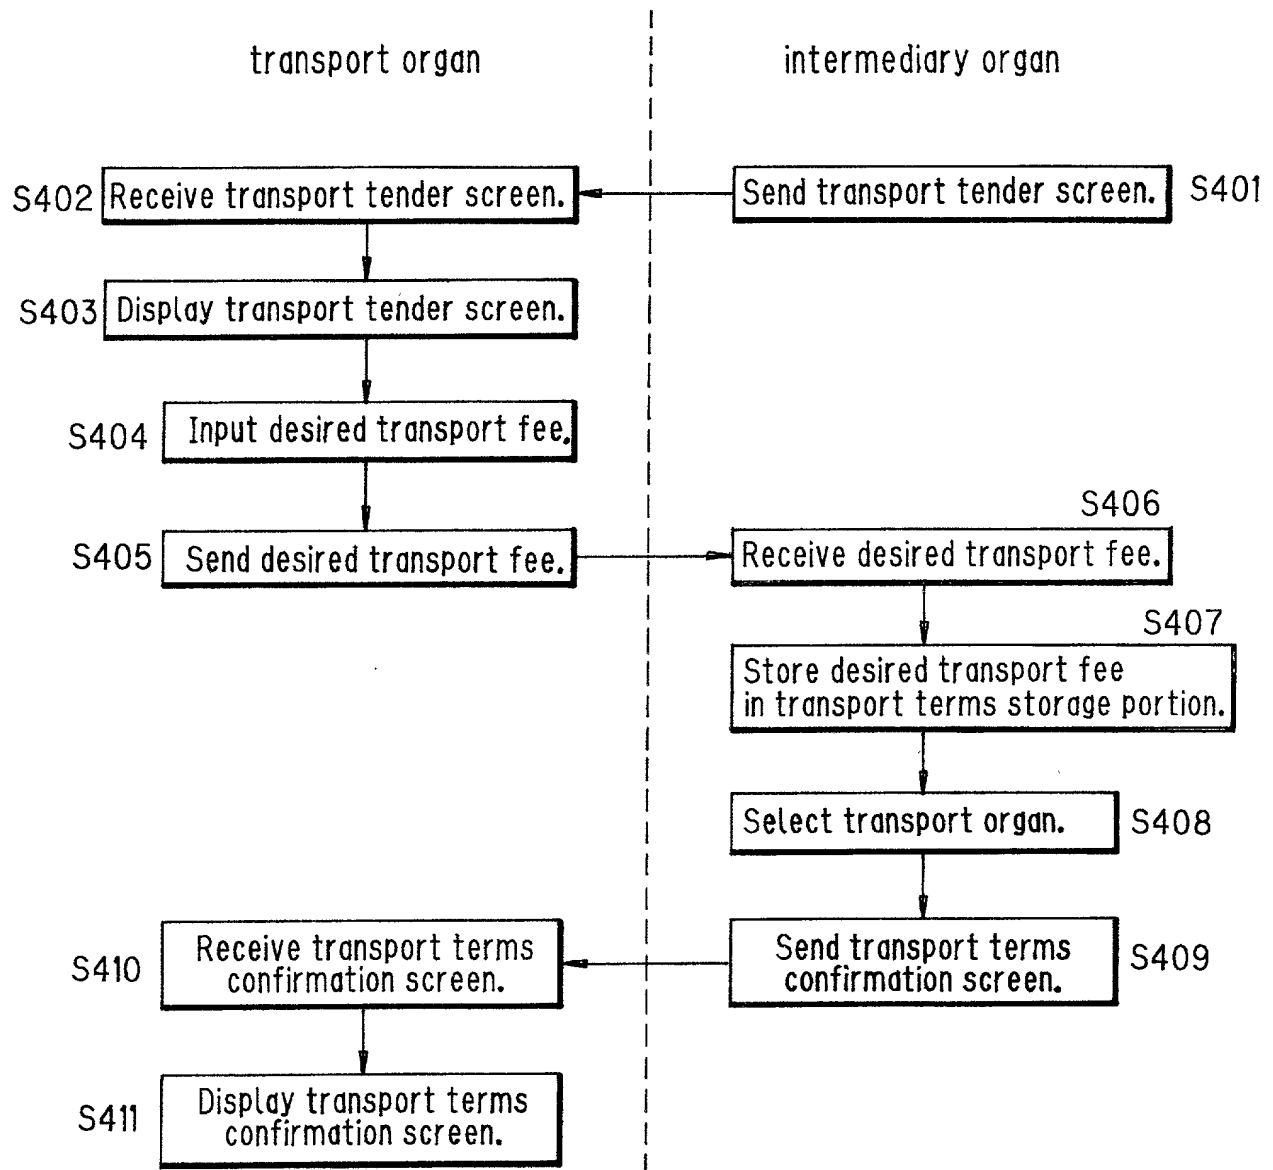 transport organ
intermediary organ
S402
Receive transport tender screen.
Send transport tender screen.
S401
S403
Display transport tender screen.
S404
Input desired transport fee.
S405
Send desired transport fee.
S406
Receive desired transport fee.
S407
Store desired transport fee
in transport terms storage portion.
Select transport organ.
S408
S410
Receive transport terms
confirmation screen.
Send transport terms
confirmation screen.
S409
S411
Display transport terms
confirmation screen.